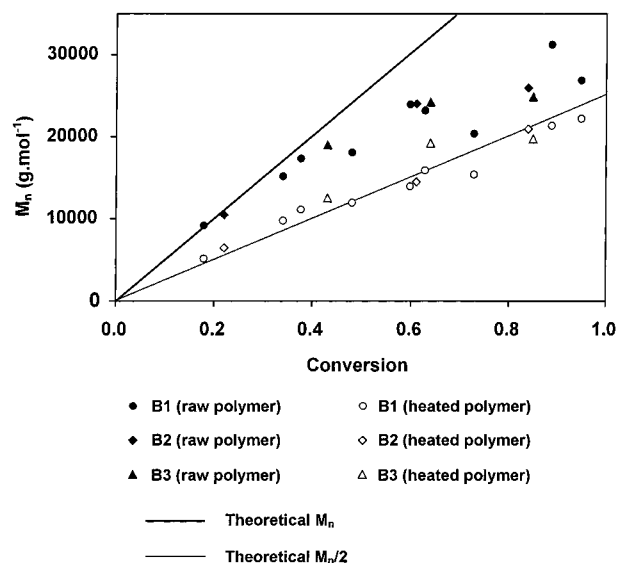 30000
20000
10000
0
Mn (g.mol-1)
0.0 0.2 0.4 0.6 0.8 1.0
Conversion
B1 (raw polymer) B1 (heated polymer)
B2 (raw polymer) B2 (heated polymer)
B3 (raw polymer) B3 (heated polymer)
Theoretical Mn
Theoretical Mn/2